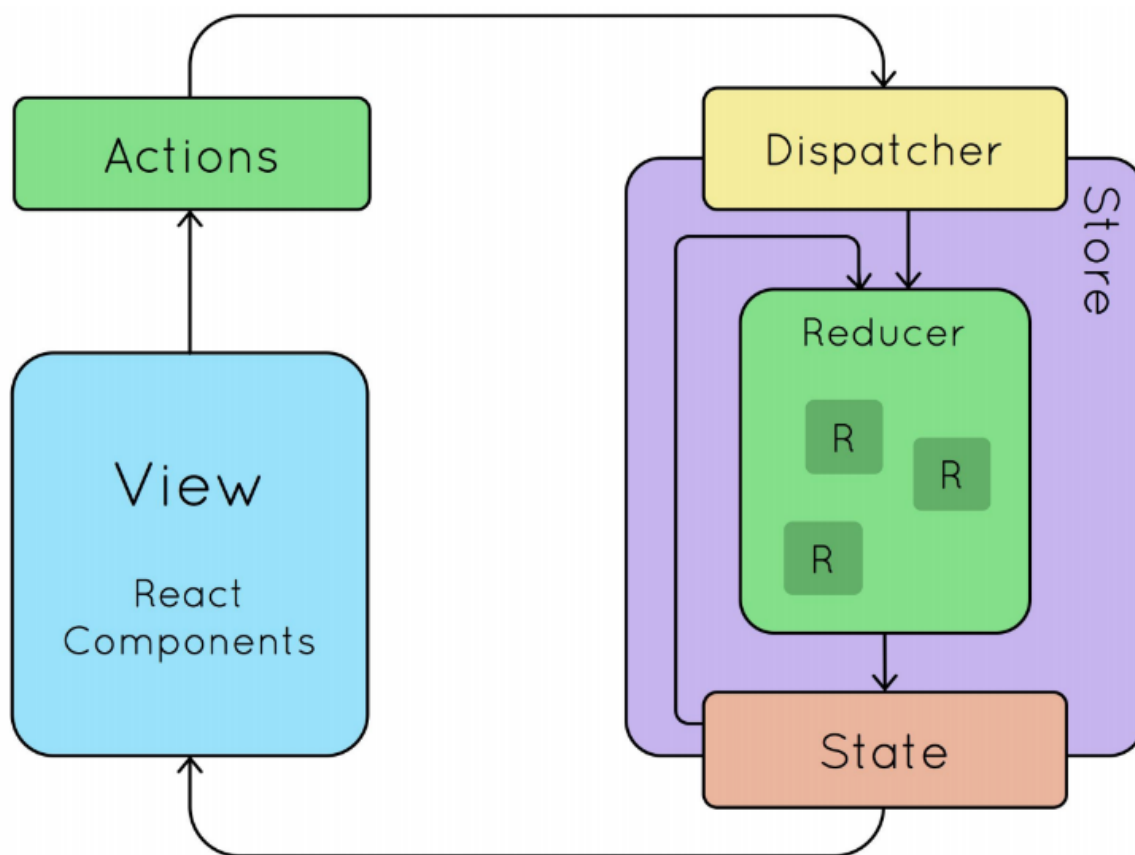 Actions
Dispatcher
Store
Reducer
R
R
R
View
React
Components
State